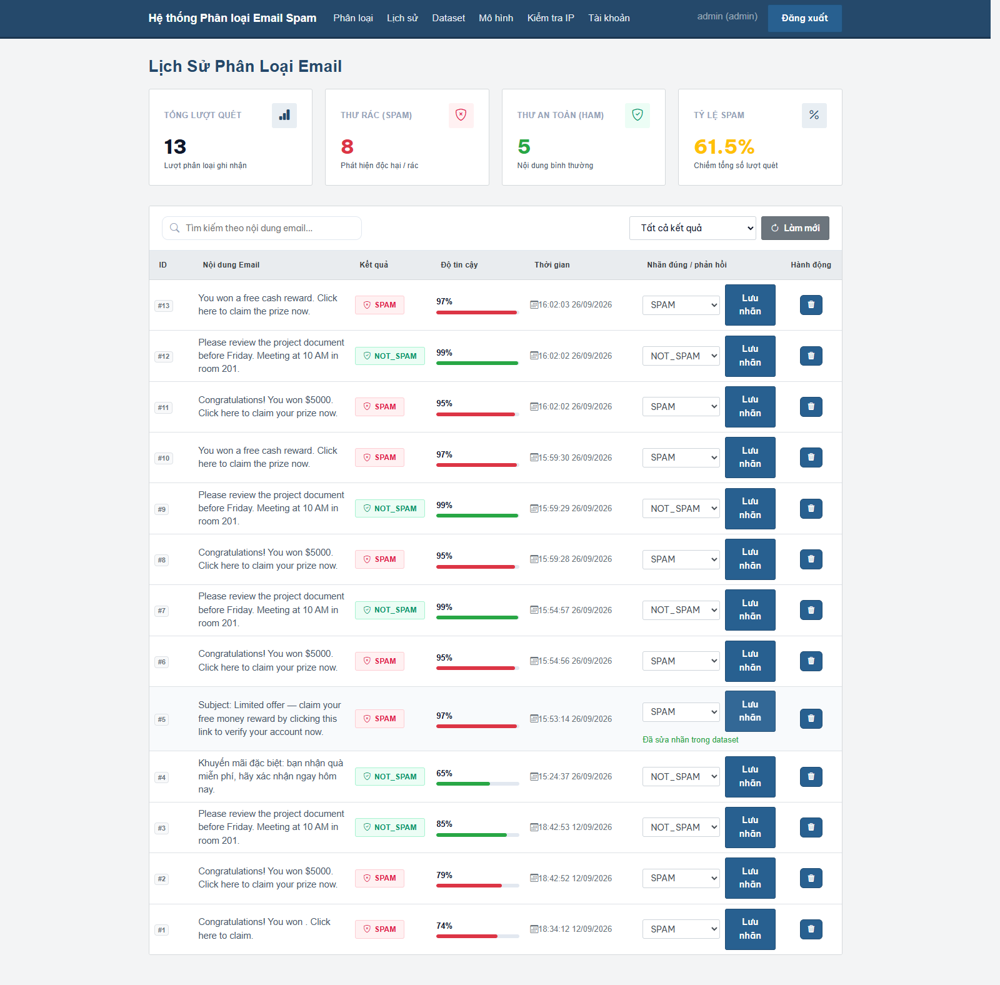 Hệ thống Phân loại Email Spam Phân loại Lịch sử Dataset Mô hình Kiểm tra IP Tài khoản admin (admin) Đăng xuất
Lịch Sử Phân Loại Email
TỔNG LƯỢT QUÉT
13
Lượt phân loại ghi nhận
THƯ RÁC (SPAM)
8
Phát hiện độc hại / rác
THƯ AN TOÀN (HAM)
5
Nội dung bình thường
TỶ LỆ SPAM
61.5%
Chiếm tổng số lượt quét
Tìm kiếm theo nội dung email...
Tất cả kết quả
Làm mới
ID Nội dung Email Kết quả Độ tin cậy Thời gian Nhãn đúng / phản hồi Hành động
#13
You won a free cash reward. Click
here to claim the prize now.
SPAM
97%
16:02:03 26/09/2026
SPAM
Lưu
nhãn
#12
Please review the project document
before Friday. Meeting at 10 AM in
room 201.
NOT_SPAM
99%
16:02:02 26/09/2026
NOT_SPAM
Lưu
nhãn
#11
Congratulations! You won $5000.
Click here to claim your prize now.
SPAM
95%
16:02:02 26/09/2026
SPAM
Lưu
nhãn
#10
You won a free cash reward. Click
here to claim the prize now.
SPAM
97%
15:59:30 26/09/2026
SPAM
Lưu
nhãn
#9
Please review the project document
before Friday. Meeting at 10 AM in
room 201.
NOT_SPAM
99%
15:59:29 26/09/2026
NOT_SPAM
Lưu
nhãn
#8
Congratulations! You won $5000.
Click here to claim your prize now.
SPAM
95%
15:59:28 26/09/2026
SPAM
Lưu
nhãn
#7
Please review the project document
before Friday. Meeting at 10 AM in
room 201.
NOT_SPAM
99%
15:54:57 26/09/2026
NOT_SPAM
Lưu
nhãn
#6
Congratulations! You won $5000.
Click here to claim your prize now.
SPAM
95%
15:54:56 26/09/2026
SPAM
Lưu
nhãn
#5
Subject: Limited offer — claim your
free money reward by clicking this
link to verify your account now.
SPAM
97%
15:53:14 26/09/2026
SPAM
Lưu
nhãn
Đã sửa nhãn trong dataset
#4
Khuyến mãi đặc biệt: bạn nhận quà
miễn phí, hãy xác nhận ngay hôm
nay.
NOT_SPAM
65%
15:24:37 26/09/2026
NOT_SPAM
Lưu
nhãn
#3
Please review the project document
before Friday. Meeting at 10 AM in
room 201.
NOT_SPAM
85%
18:42:53 12/09/2026
NOT_SPAM
Lưu
nhãn
#2
Congratulations! You won $5000.
Click here to claim your prize now.
SPAM
79%
18:42:52 12/09/2026
SPAM
Lưu
nhãn
#1
Congratulations! You won . Click
here to claim.
SPAM
74%
18:34:12 12/09/2026
SPAM
Lưu
nhãn